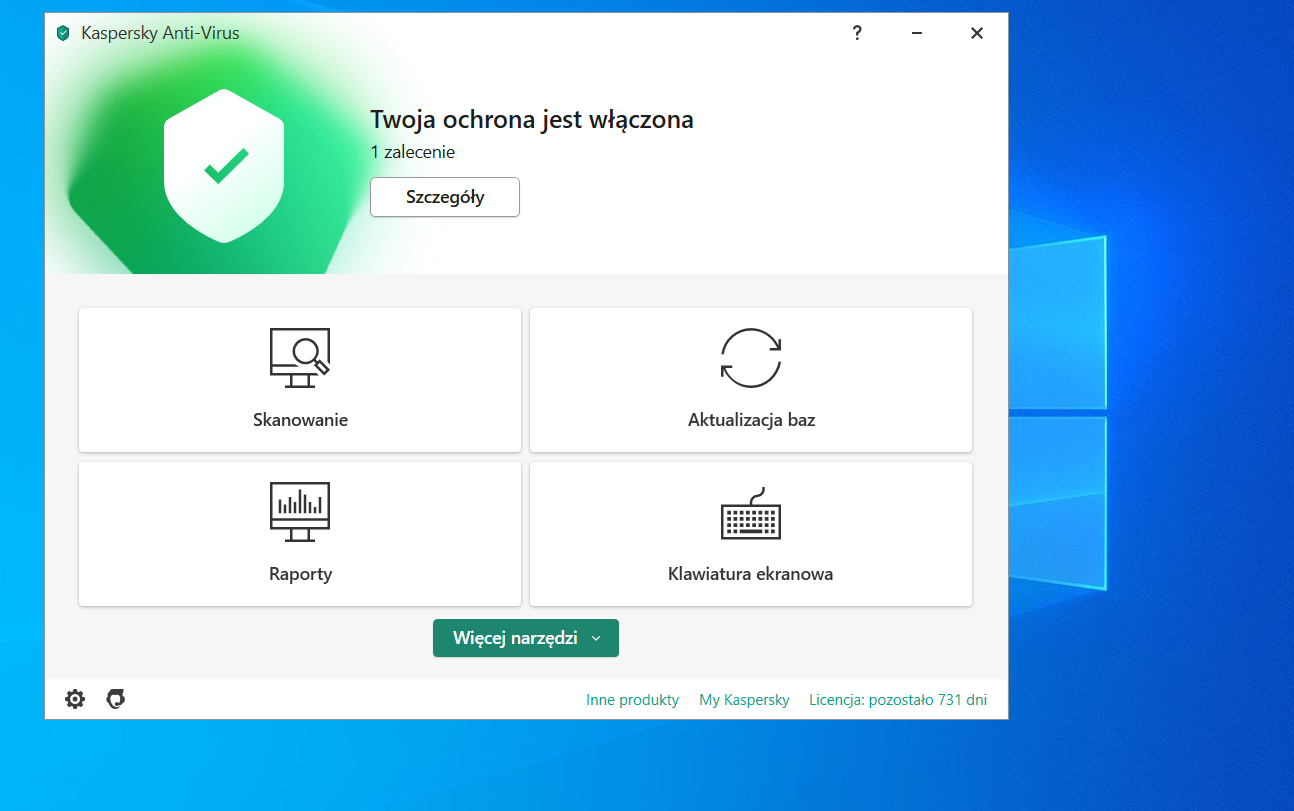 Kaspersky Anti-Virus
?
Twoja ochrona jest włączona
1 zalecenie
Szczegóły
Skanowanie
Aktualizacja baz
Raporty
Klawiatura ekranowa
Więcej narzędzi
Inne produkty
My Kaspersky
Licencja: pozostało 731 dni